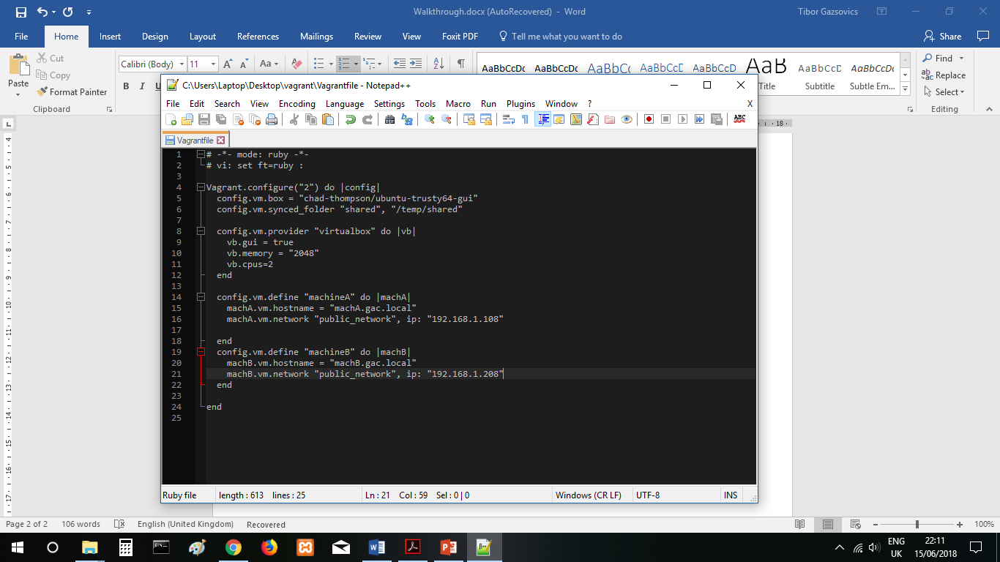 Walkthrough.docx (AutoRecovered) - Word
Tibor Gazsovics
File Home Insert Design Layout References Mailings Review View Foxit PDF Tell me what you want to do Share
Cut
Calibri (Body) 11
AaBbCcDc AaBbCcDc AaBbC AaBbCcC AaBbCcD AaB AaBbCcD AaBbCcDc
Find
Copy
Replace
Paste
Format Painter
B I U
Title Subtitle Subtle Em...
Select
Clipboard
Editing
C:\Users\Laptop\Desktop\vagrant\Vagrantfile - Notepad++
File Edit Search View Encoding Language Settings Tools Macro Run Plugins Window ? X
ABC
18
Vagrantfile
1 # -*- mode: ruby -*-
2 # vi: set ft=ruby :
3
4 Vagrant.configure("2") do |config|
5 config.vm.box = "chad-thompson/ubuntu-trusty64-gui"
6 config.vm.synced_folder "shared", "/temp/shared"
7
8 config.vm.provider "virtualbox" do |vb|
9 vb.gui = true
10 vb.memory = "2048"
11 vb.cpus=2
12 end
13
14 config.vm.define "machineA" do |machA|
15 machA.vm.hostname = "machA.gac.local"
16 machA.vm.network "public_network", ip: "192.168.1.108"
17
18 end
19 config.vm.define "machineB" do |machB|
20 machB.vm.hostname = "machB.gac.local"
21 machB.vm.network "public_network", ip: "192.168.1.208"
22 end
23
24 end
25
Ruby file length : 613 lines : 25 Ln : 21 Col : 59 Sel : 0 | 0 Windows (CR LF) UTF-8 INS
Page 2 of 2 106 words English (United Kingdom) Recovered 100%
ENG 22:11
UK 15/06/2018